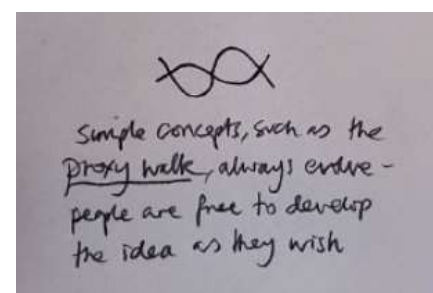 simple concepts, such as the
proxy walk, always evolve -
people are free to develop
the idea as they wish